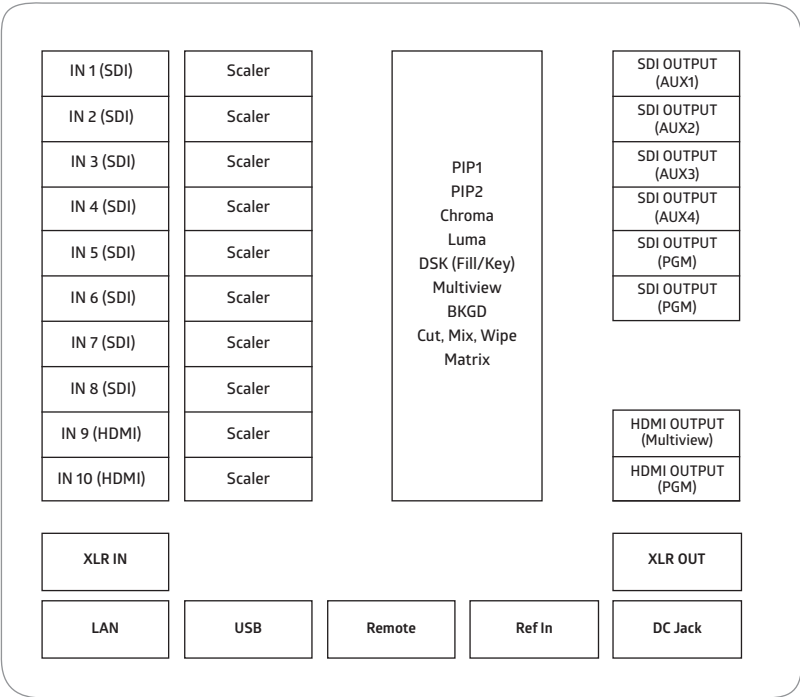 IN 1 (SDI)
Scaler
IN 2 (SDI)
Scaler
IN 3 (SDI)
Scaler
IN 4 (SDI)
Scaler
IN 5 (SDI)
Scaler
IN 6 (SDI)
Scaler
IN 7 (SDI)
Scaler
IN 8 (SDI)
Scaler
IN 9 (HDMI)
Scaler
IN 10 (HDMI)
Scaler
PIP1
PIP2
Chroma
Luma
DSK (Fill/Key)
Multiview
BKGD
Cut, Mix, Wipe
Matrix
SDI OUTPUT
(AUX1)
SDI OUTPUT
(AUX2)
SDI OUTPUT
(AUX3)
SDI OUTPUT
(AUX4)
SDI OUTPUT
(PGM)
SDI OUTPUT
(PGM)
HDMI OUTPUT
(Multiview)
HDMI OUTPUT
(PGM)
XLR IN
XLR OUT
LAN
USB
Remote
Ref In
DC Jack